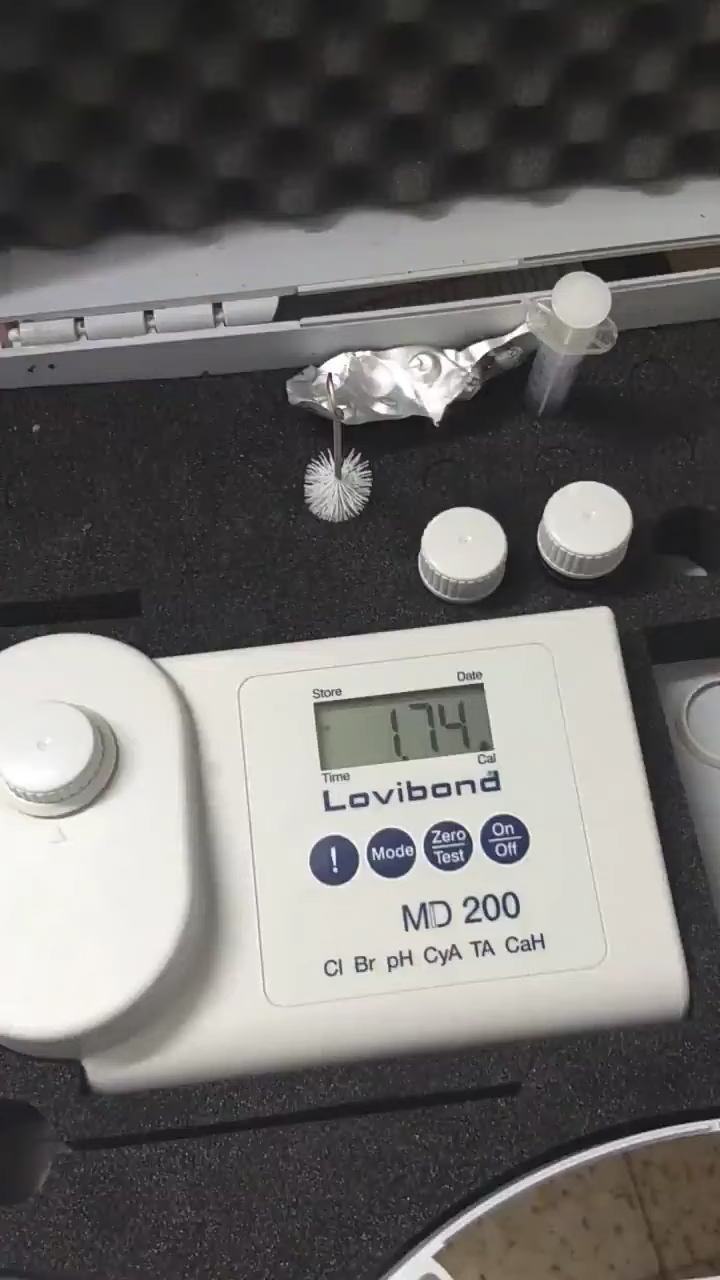 Store Date
1.74
Time Cal
Lovibond
! Mode Zero Test On Off
MD 200
Cl Br pH CyA TA CaH